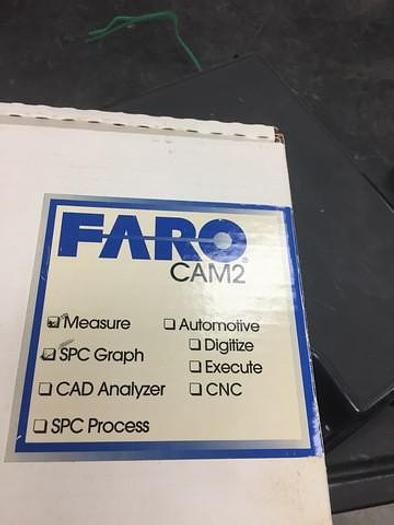 FARO®
CAM2
Measure
Automotive
SPC Graph
Digitize
Execute
CAD Analyzer
CNC
SPC Process